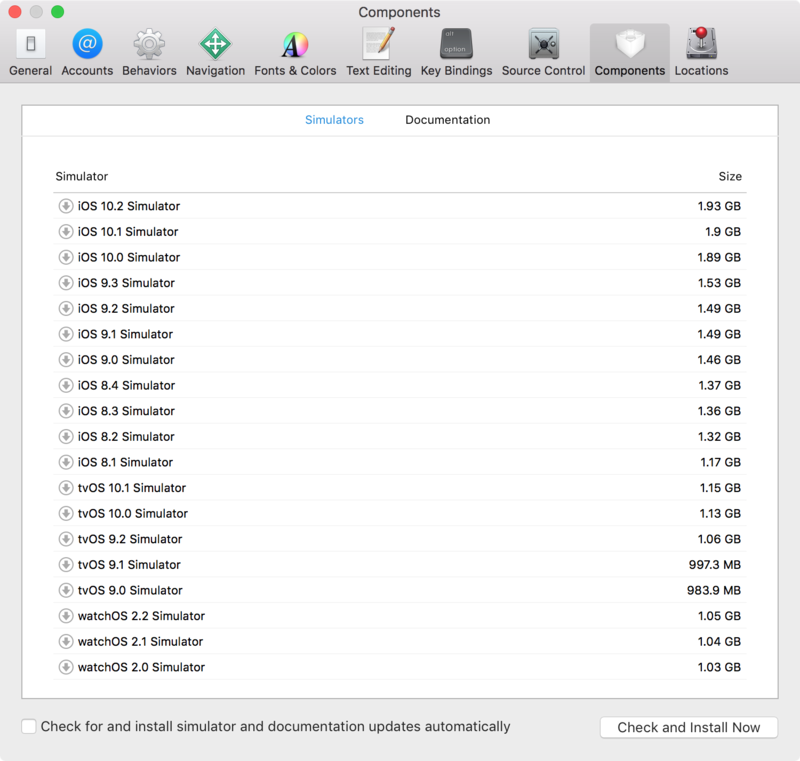 Components
General Accounts Behaviors Navigation Fonts & Colors Text Editing Key Bindings Source Control Components Locations
alt
option
Simulators Documentation
Simulator Size
iOS 10.2 Simulator 1.93 GB
iOS 10.1 Simulator 1.9 GB
iOS 10.0 Simulator 1.89 GB
iOS 9.3 Simulator 1.53 GB
iOS 9.2 Simulator 1.49 GB
iOS 9.1 Simulator 1.49 GB
iOS 9.0 Simulator 1.46 GB
iOS 8.4 Simulator 1.37 GB
iOS 8.3 Simulator 1.36 GB
iOS 8.2 Simulator 1.32 GB
iOS 8.1 Simulator 1.17 GB
tvOS 10.1 Simulator 1.15 GB
tvOS 10.0 Simulator 1.13 GB
tvOS 9.2 Simulator 1.06 GB
tvOS 9.1 Simulator 997.3 MB
tvOS 9.0 Simulator 983.9 MB
watchOS 2.2 Simulator 1.05 GB
watchOS 2.1 Simulator 1.04 GB
watchOS 2.0 Simulator 1.03 GB
Check for and install simulator and documentation updates automatically Check and Install Now